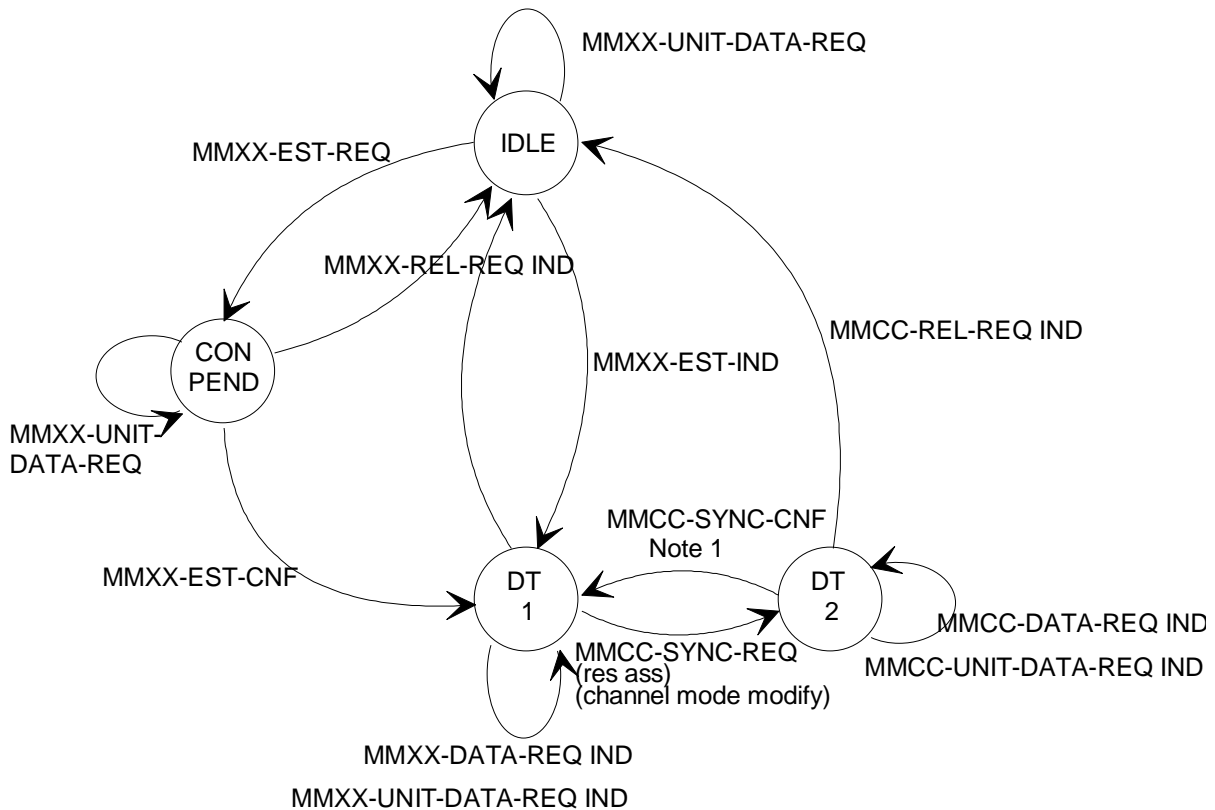 MMXX-UNIT-DATA-REQ
IDLE
MMXX-EST-REQ
MMXX-REL-REQ IND
MMCC-REL-REQ IND
CON
PEND
MMXX-EST-IND
MMXX-UNIT-
DATA-REQ
MMCC-SYNC-CNF
Note 1
MMXX-EST-CNF
DT
1
DT
2
MMCC-DATA-REQ IND
MMCC-UNIT-DATA-REQ IND
MMCC-SYNC-REQ
(res ass)
(channel mode modify)
MMXX-DATA-REQ IND
MMXX-UNIT-DATA-REQ IND